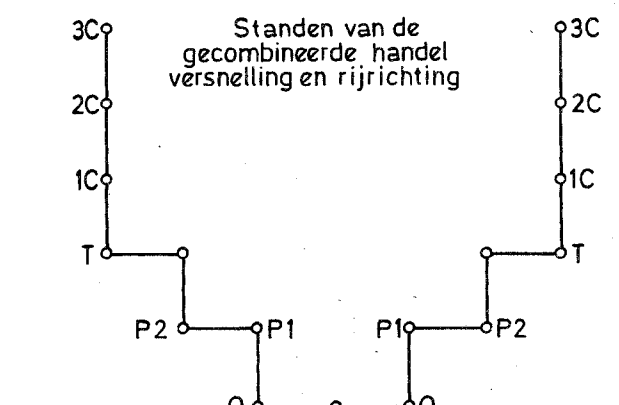 3C Standen van de 3C
gecombineerde handel
versnelling en rijrichting
2C 2C
1C 1C
T T
P2 P1 P1 P2